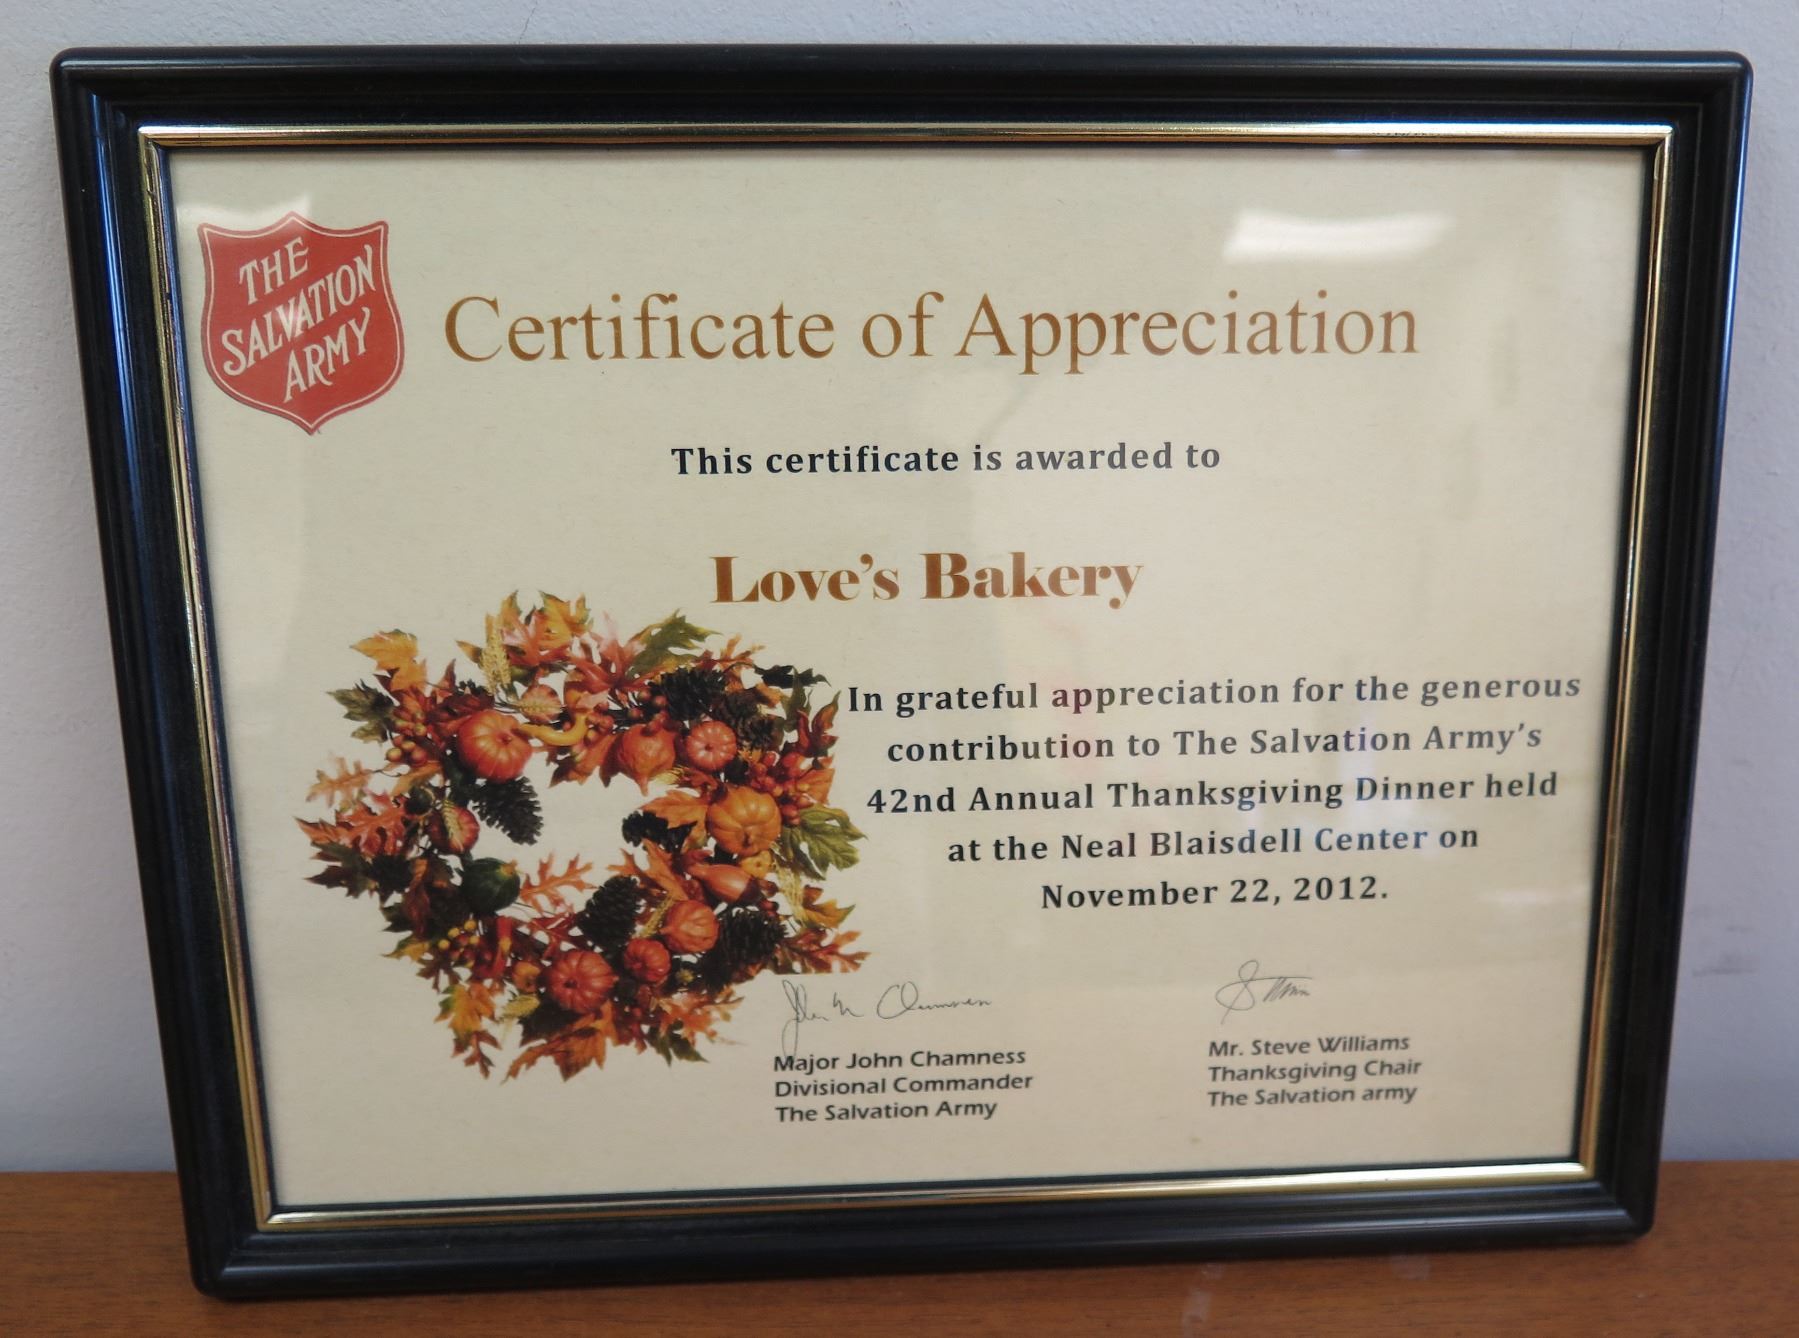 THE
SALVATION
ARMY
Certificate of Appreciation
This certificate is awarded to
Love's Bakery
In grateful appreciation for the generous
contribution to The Salvation Army's
42nd Annual Thanksgiving Dinner held
at the Neal Blaisdell Center on
November 22, 2012.
Major John Chamness
Divisional Commander
The Salvation Army
Mr. Steve Williams
Thanksgiving Chair
The Salvation army